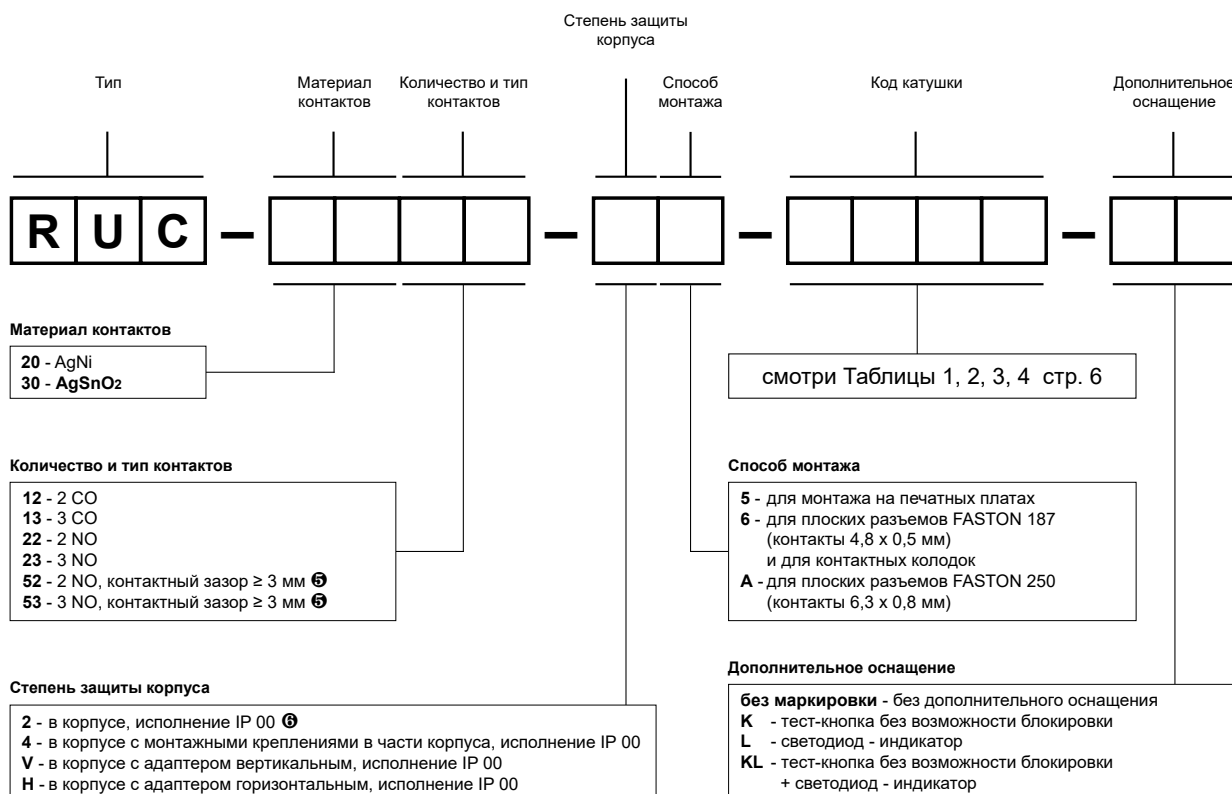 Степень защиты
корпуса
Тип
Материал
контактов
Количество и тип
контактов
Способ
монтажа
Код катушки
Дополнительное
оснащение
R U C – – – –
Материал контактов
20 - AgNi
30 - AgSnO2
смотри Таблицы 1, 2, 3, 4 стр. 6
Количество и тип контактов
12 - 2 CO
13 - 3 CO
22 - 2 NO
23 - 3 NO
52 - 2 NO, контактный зазор ≥ 3 мм ❺
53 - 3 NO, контактный зазор ≥ 3 мм ❺
Способ монтажа
5 - для монтажа на печатных платах
6 - для плоских разъемов FASTON 187
(контакты 4,8 x 0,5 мм)
и для контактных колодок
A - для плоских разъемов FASTON 250
(контакты 6,3 x 0,8 мм)
Степень защиты корпуса
2 - в корпусе, исполнение IP 00 ❻
4 - в корпусе с монтажными креплениями в части корпуса, исполнение IP 00
V - в корпусе с адаптером вертикальным, исполнение IP 00
H - в корпусе с адаптером горизонтальным, исполнение IP 00
Дополнительное оснащение
без маркировки - без дополнительного оснащения
K - тест-кнопка без возможности блокировки
L - светодиод - индикатор
KL - тест-кнопка без возможности блокировки
+ светодиод - индикатор